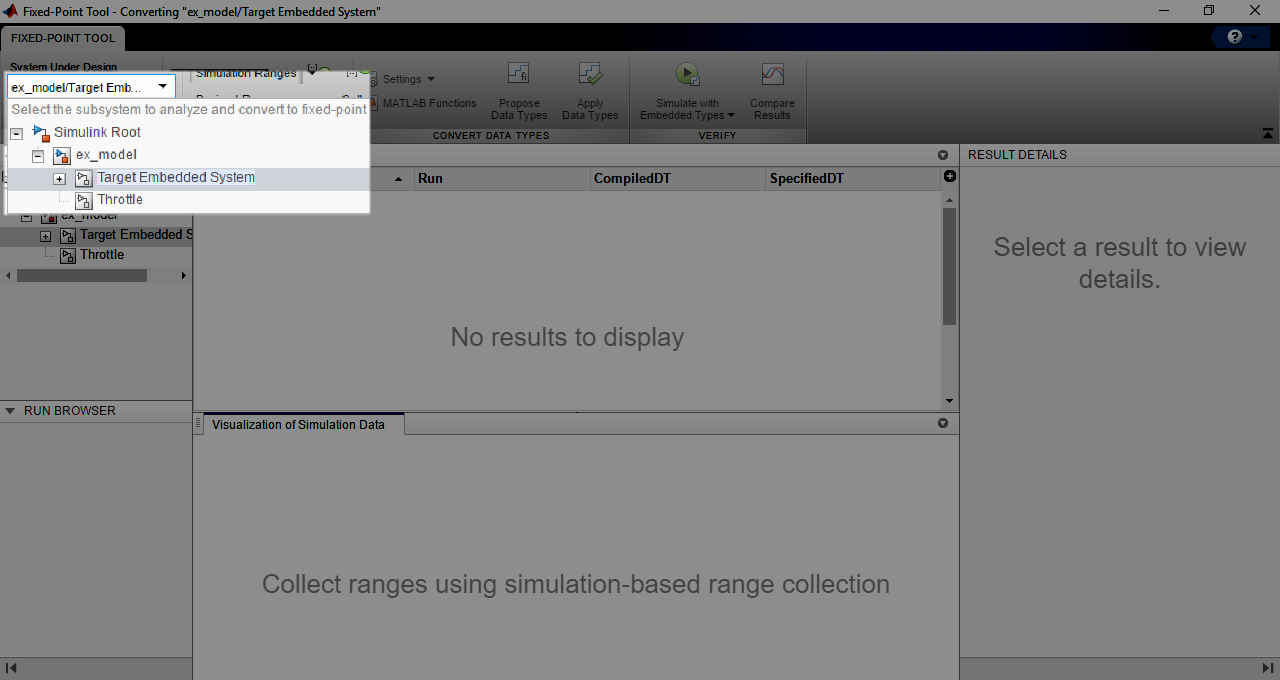 Fixed-Point Tool - Converting "ex_model/Target Embedded System"
FIXED-POINT TOOL
System Under Design
Simulation Ranges
ex_model/Target Emb...
Select the subsystem to analyze and convert to fixed-point
Simulink Root
ex_model
Target Embedded System
Throttle
Settings
MATLAB Functions
Propose
Data Types
Apply
Data Types
Simulate with
Embedded Types
Compare
Results
CONVERT DATA TYPES
VERIFY
Run
CompiledDT
SpecifiedDT
RESULT DETAILS
ex_model
Target Embedded S
Throttle
No results to display
Select a result to view
details.
RUN BROWSER
Visualization of Simulation Data
Collect ranges using simulation-based range collection